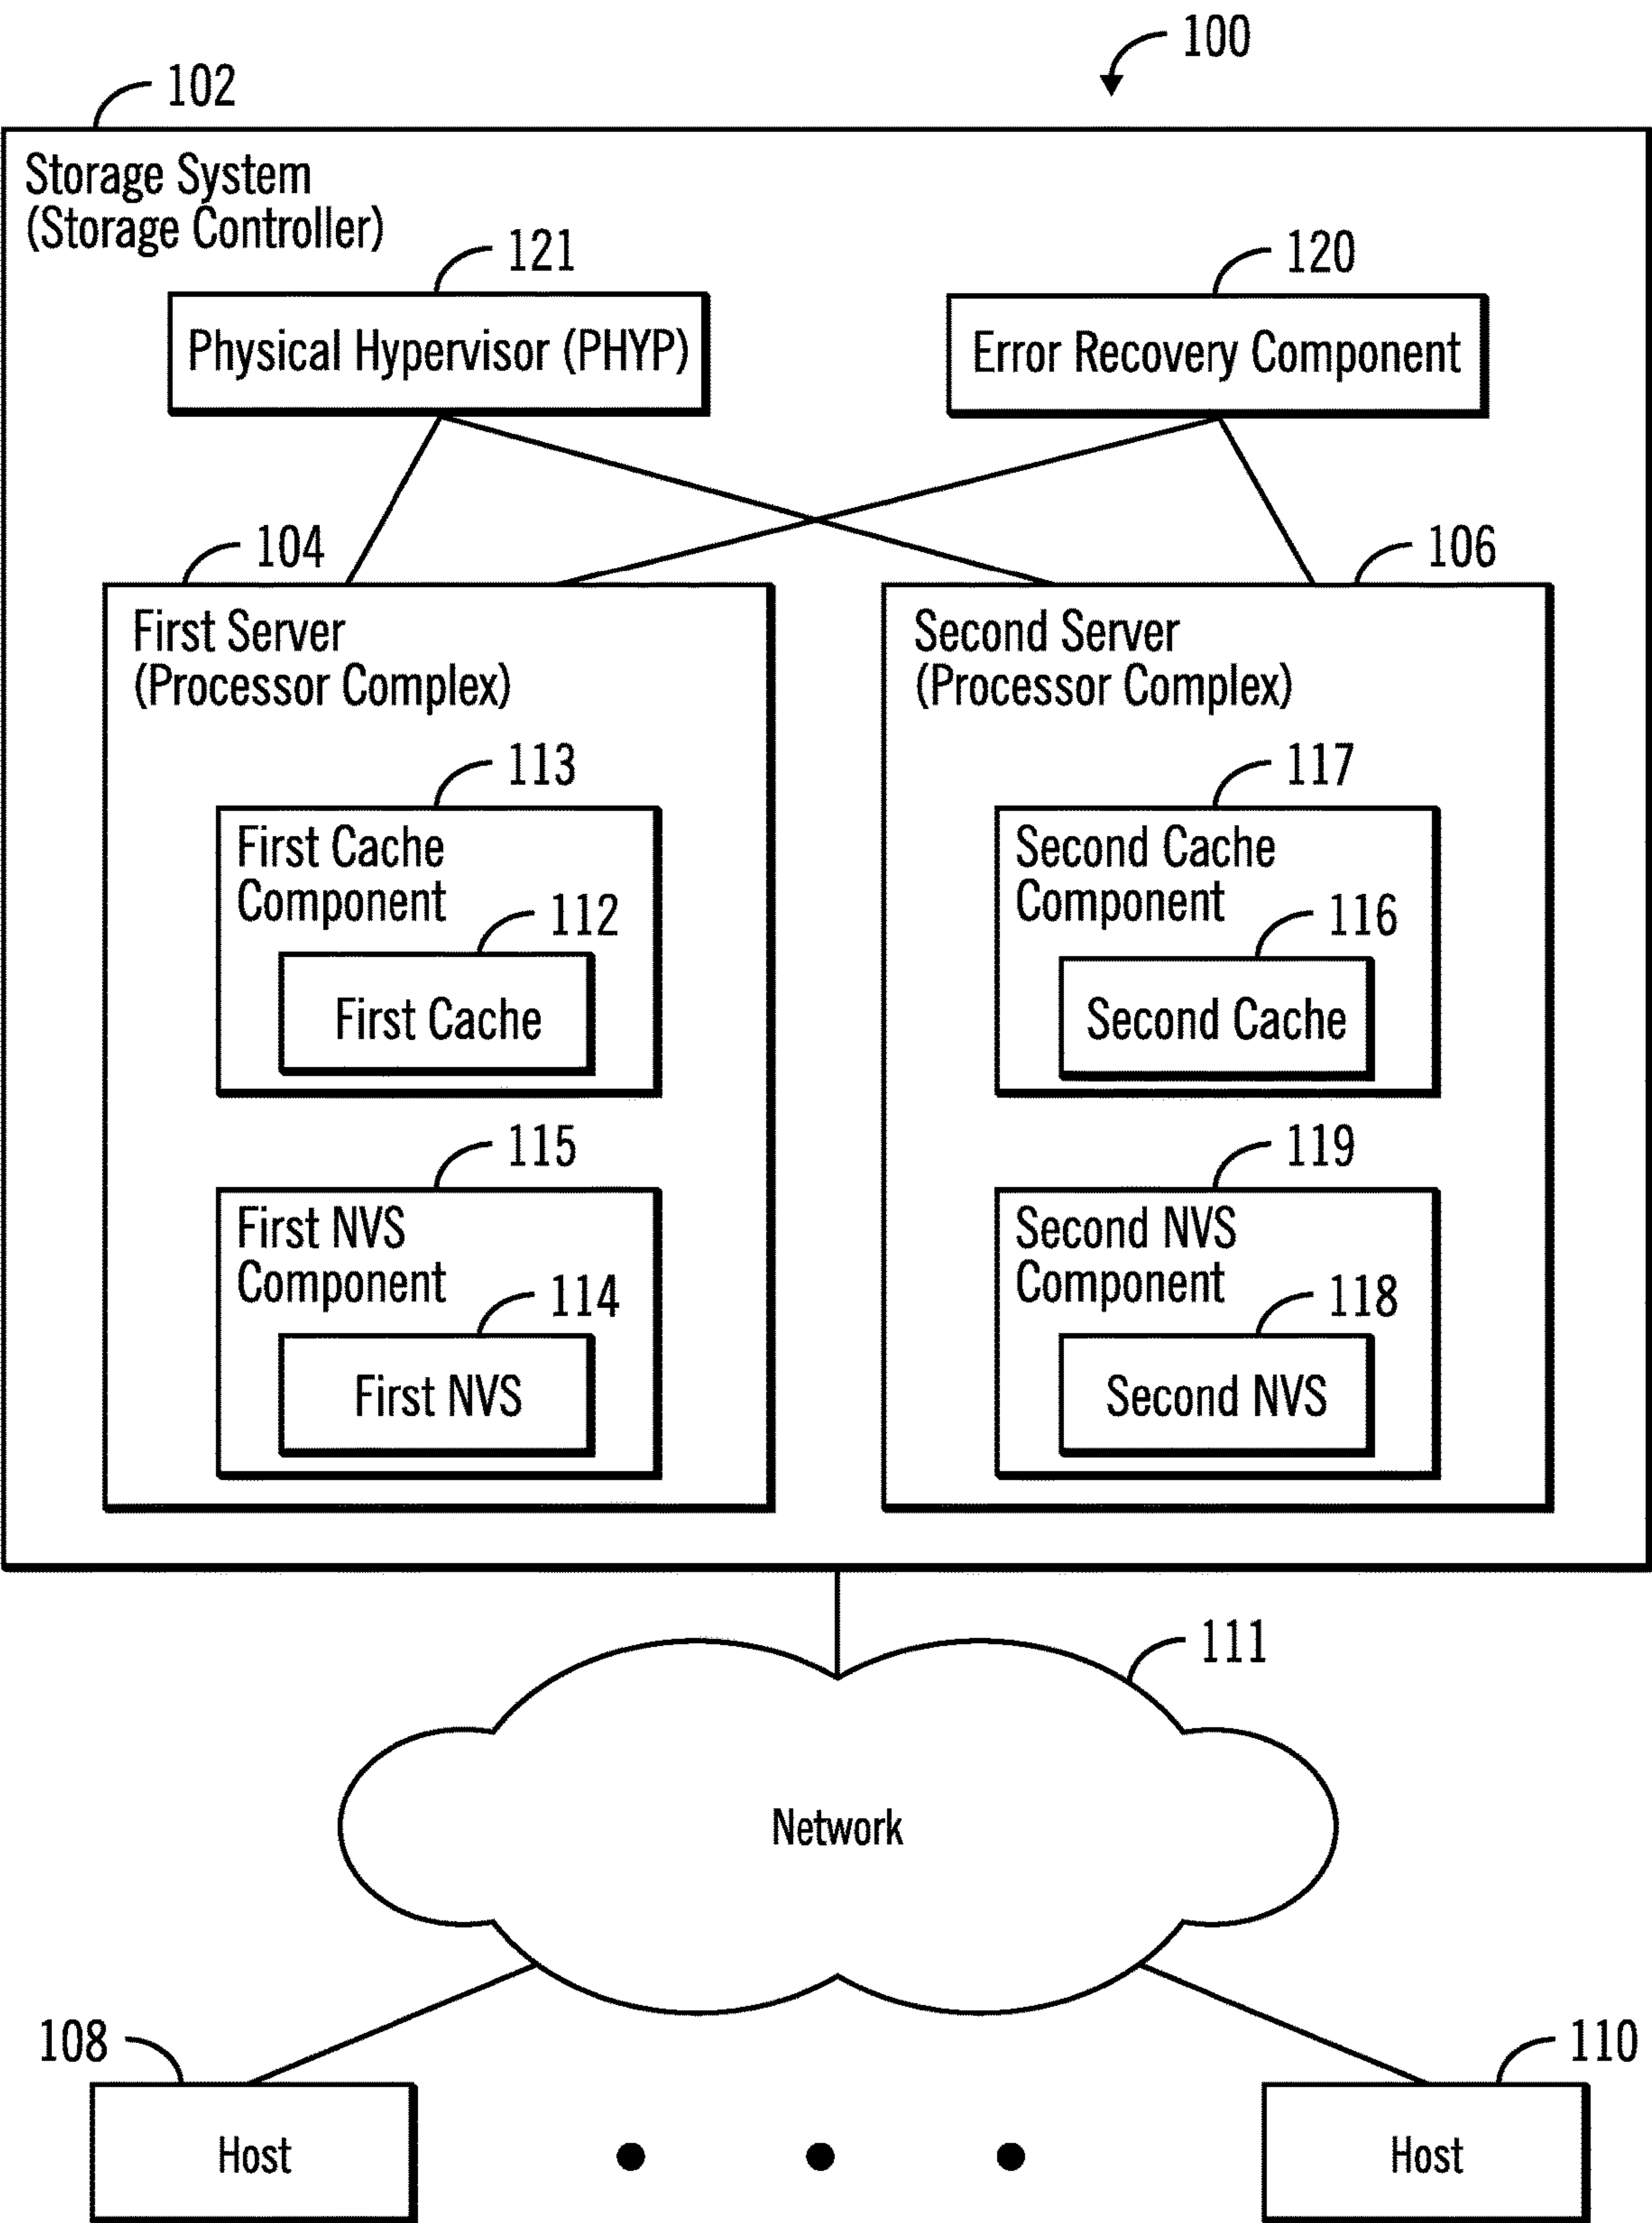 100
102
Storage System
(Storage Controller)
121
120
Physical Hypervisor (PHYP)
Error Recovery Component
104
106
First Server
(Processor Complex)
Second Server
(Processor Complex)
113
117
First Cache
Component
Second Cache
Component
112
116
First Cache
Second Cache
115
119
First NVS
Component
Second NVS
Component
114
118
First NVS
Second NVS
111
Network
108
110
Host
Host